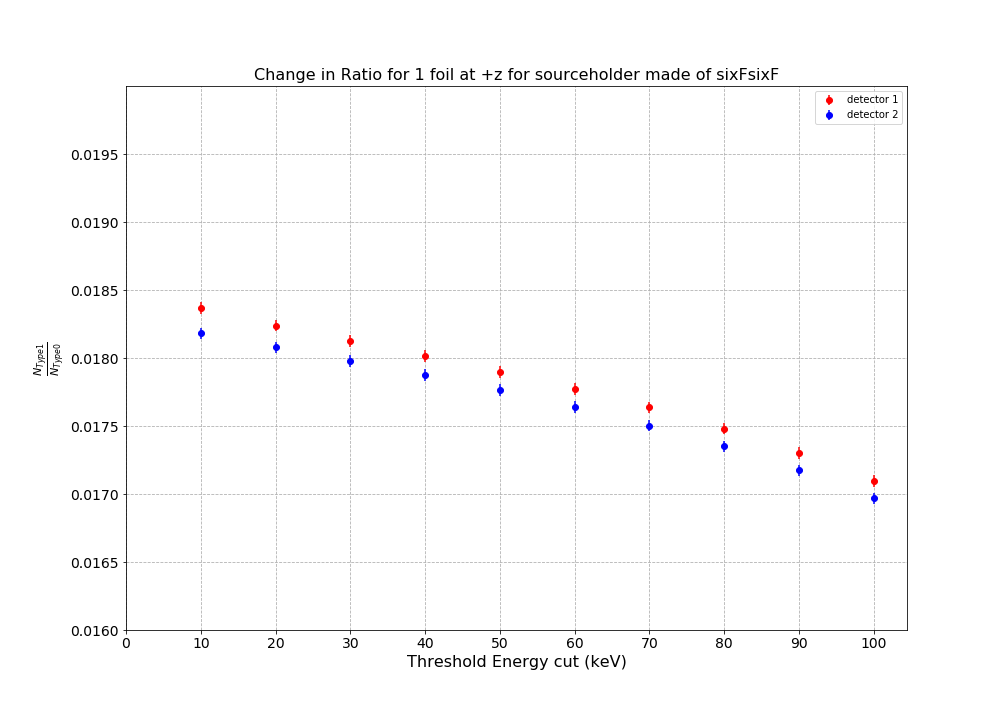 Change in Ratio for 1 foil at +z for sourceholder made of sixFsixF
detector 1
detector 2
0.0195
0.0190
0.0185
0.0180
0.0175
0.0170
0.0165
0.0160
N_Type1
N_Type0
0 10 20 30 40 50 60 70 80 90 100
Threshold Energy cut (keV)